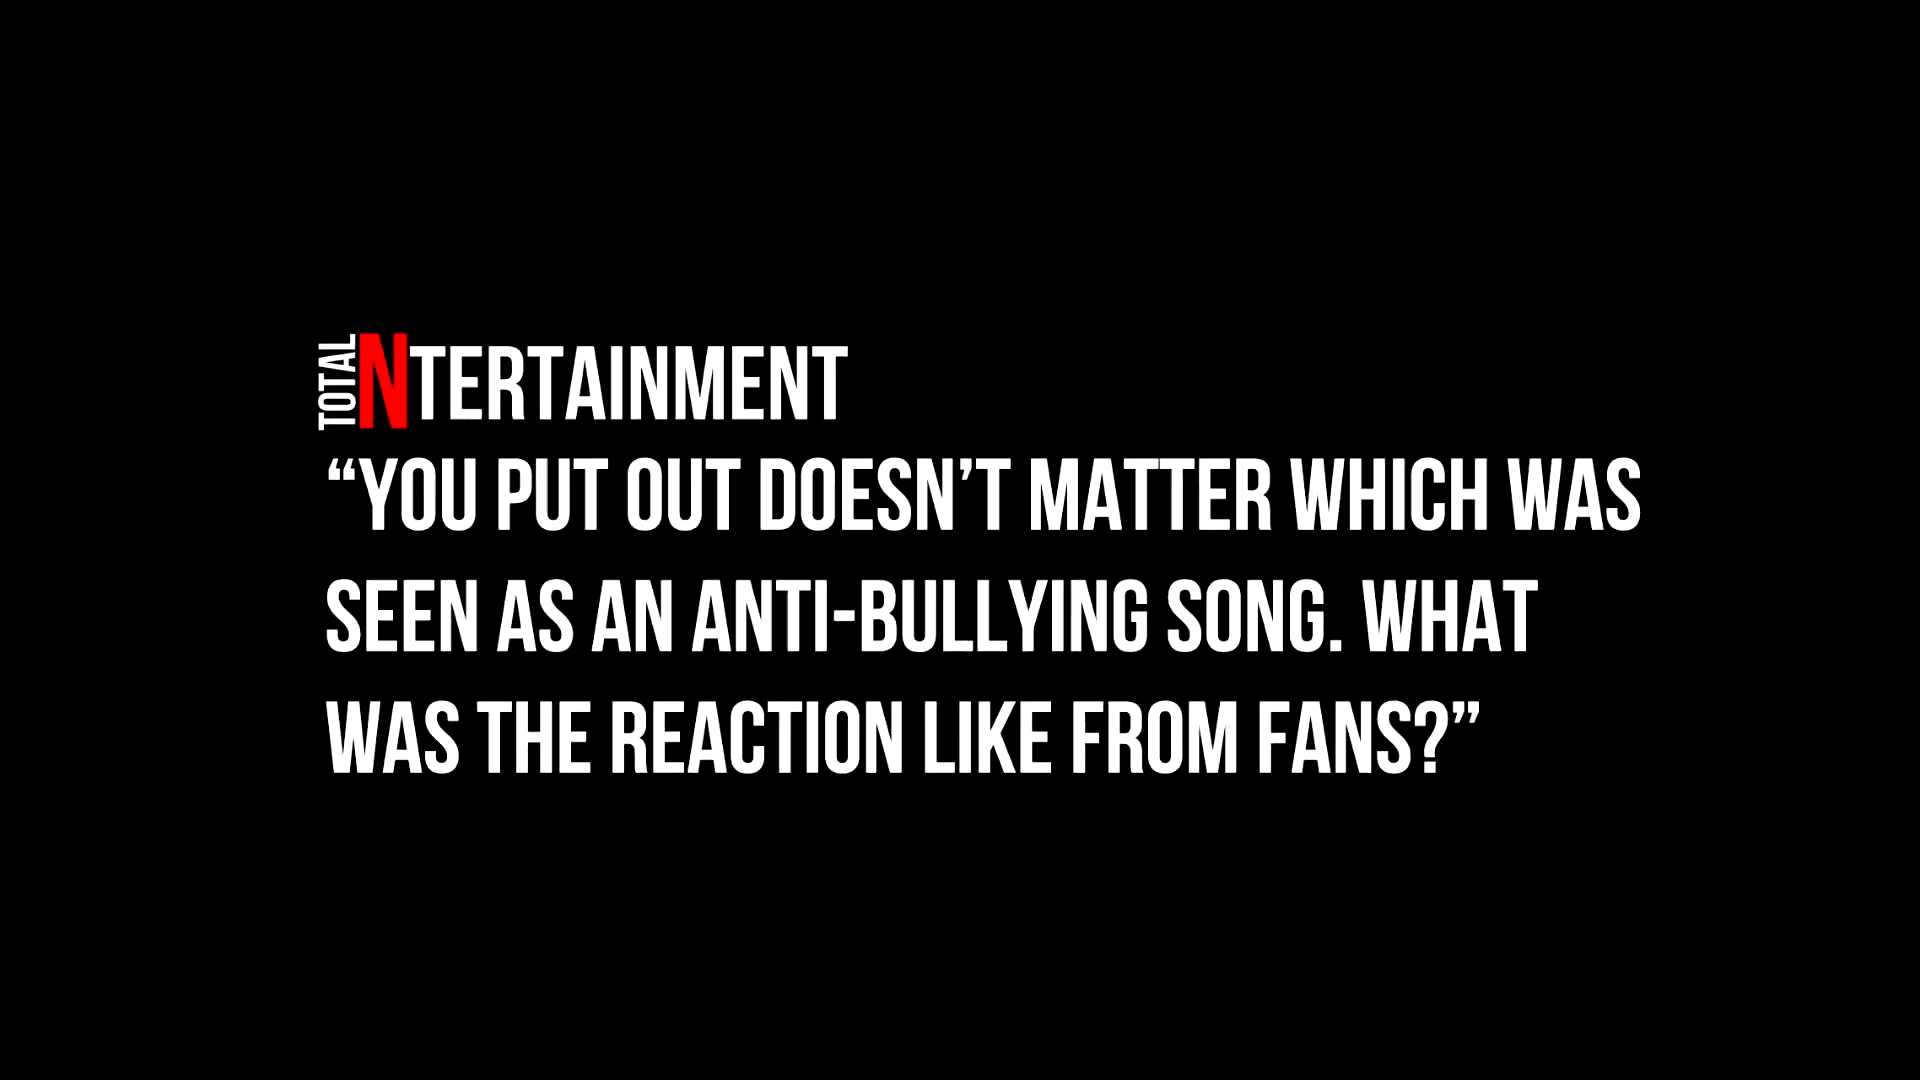 TOTAL NTERTAINMENT
“YOU PUT OUT DOESN’T MATTER WHICH WAS
SEEN AS AN ANTI-BULLYING SONG. WHAT
WAS THE REACTION LIKE FROM FANS?”